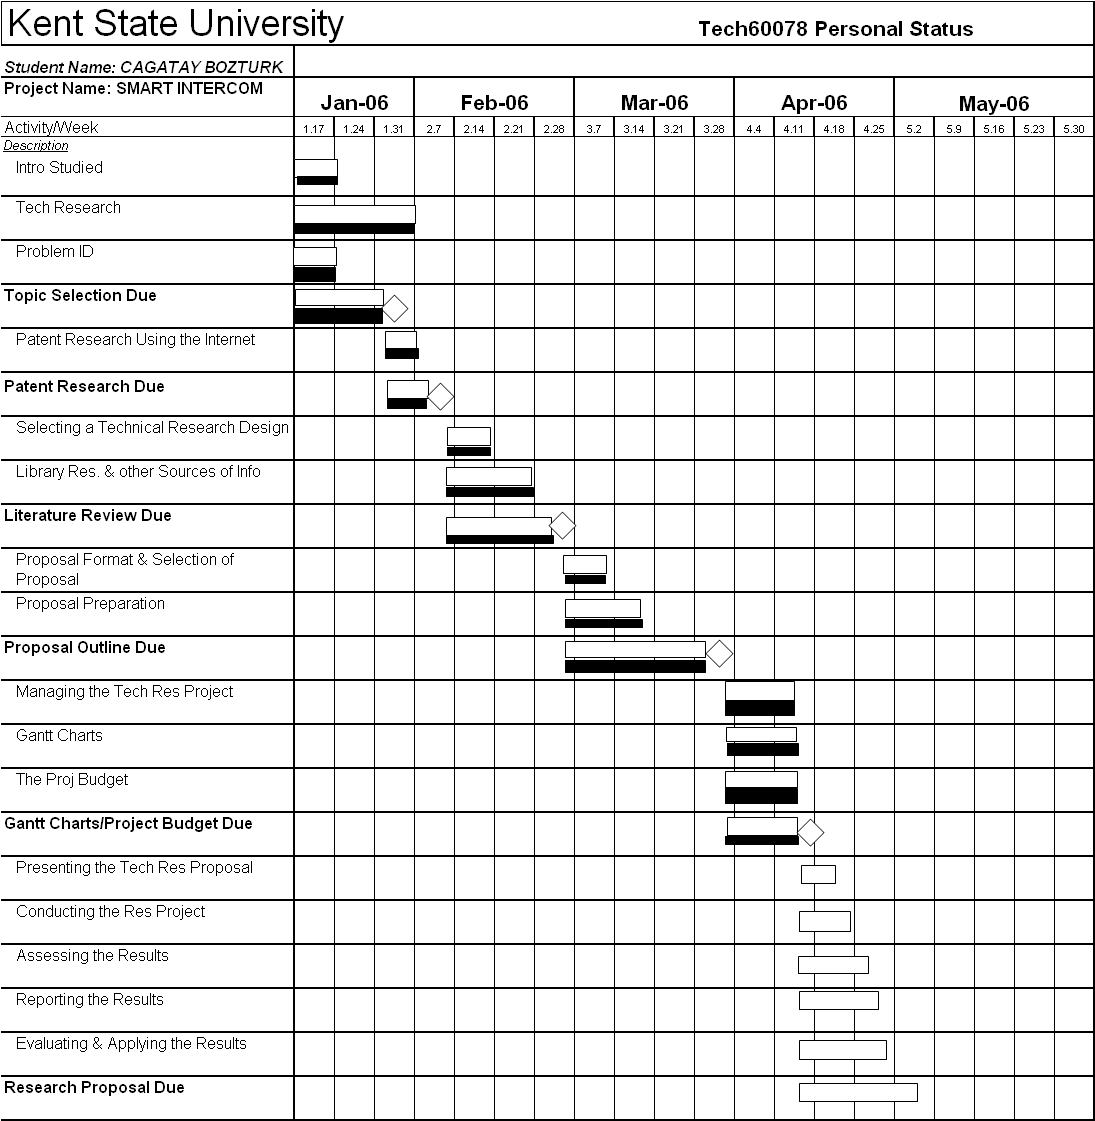 Kent State University
Tech60078 Personal Status
Student Name: CAGATAY BOZTURK
Project Name: SMART INTERCOM
Jan-06 Feb-06 Mar-06 Apr-06 May-06
Activity/Week 1.17 1.24 1.31 2.7 2.14 2.21 2.28 3.7 3.14 3.21 3.28 4.4 4.11 4.18 4.25 5.2 5.9 5.16 5.23 5.30
Description
Intro Studied
Tech Research
Problem ID
Topic Selection Due
Patent Research Using the Internet
Patent Research Due
Selecting a Technical Research Design
Library Res. & other Sources of Info
Literature Review Due
Proposal Format & Selection of
Proposal
Proposal Preparation
Proposal Outline Due
Managing the Tech Res Project
Gantt Charts
The Proj Budget
Gantt Charts/Project Budget Due
Presenting the Tech Res Proposal
Conducting the Res Project
Assessing the Results
Reporting the Results
Evaluating & Applying the Results
Research Proposal Due